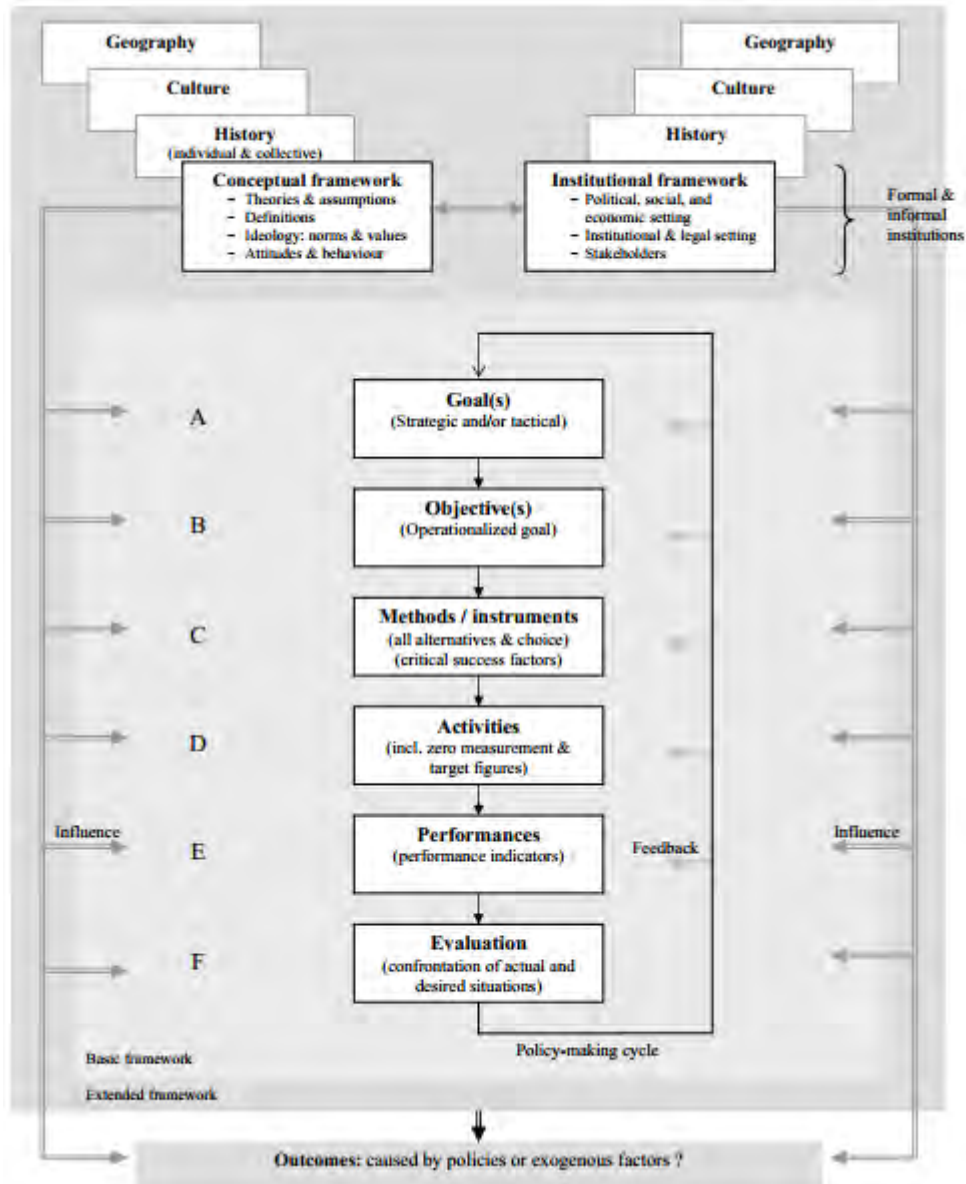 Geography
Geography
Culture
Culture
History
(individual & collective)
History
Conceptual framework
– Theories & assumptions
– Definitions
– Ideology: norms & values
– Attitudes & behaviour
Institutional framework
– Political, social, and
economic setting
– Institutional & legal setting
– Stakeholders
Formal &
informal
institutions
A
Goal(s)
(Strategic and/or tactical)
B
Objective(s)
(Operationalized goal)
C
Methods / instruments
(all alternatives & choice)
(critical success factors)
D
Activities
(incl. zero measurement &
target figures)
Influence
E
Performances
(performance indicators)
Feedback
Influence
F
Evaluation
(confrontation of actual and
desired situations)
Policy-making cycle
Basic framework
Extended framework
Outcomes: caused by policies or exogenous factors ?